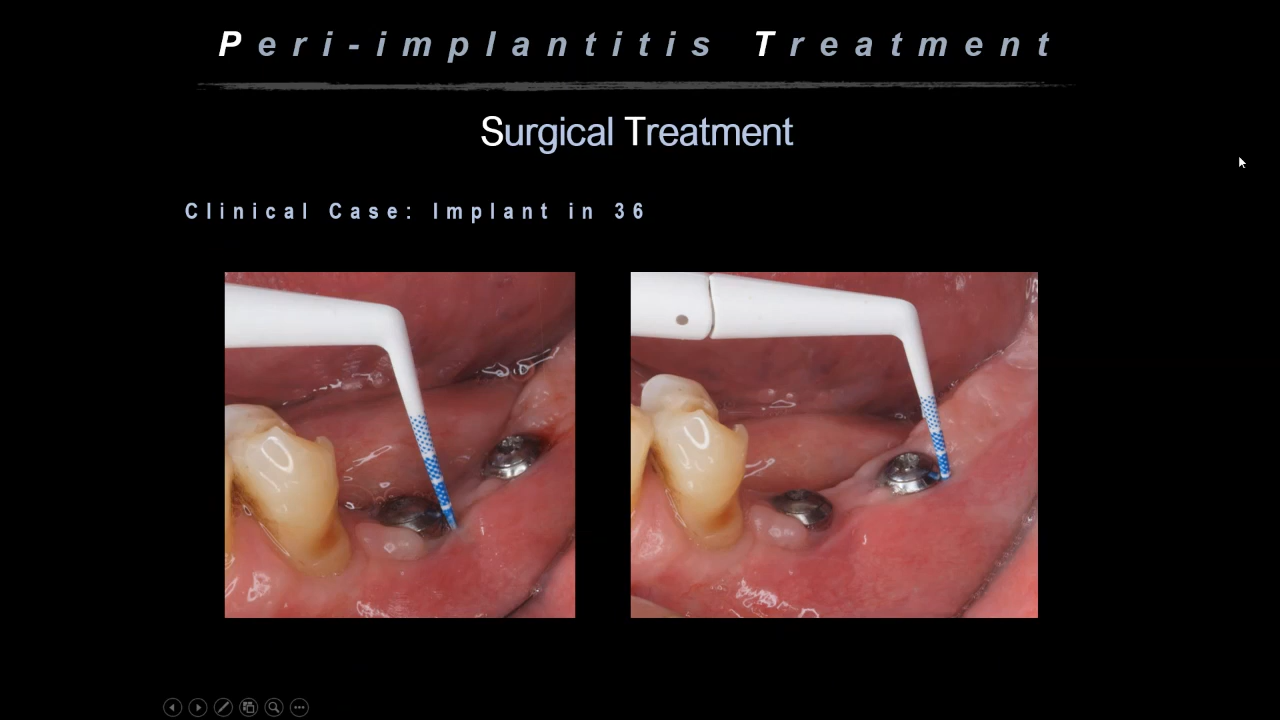 Peri-implantitis Treatment
Surgical Treatment
Clinical Case: Implant in 36